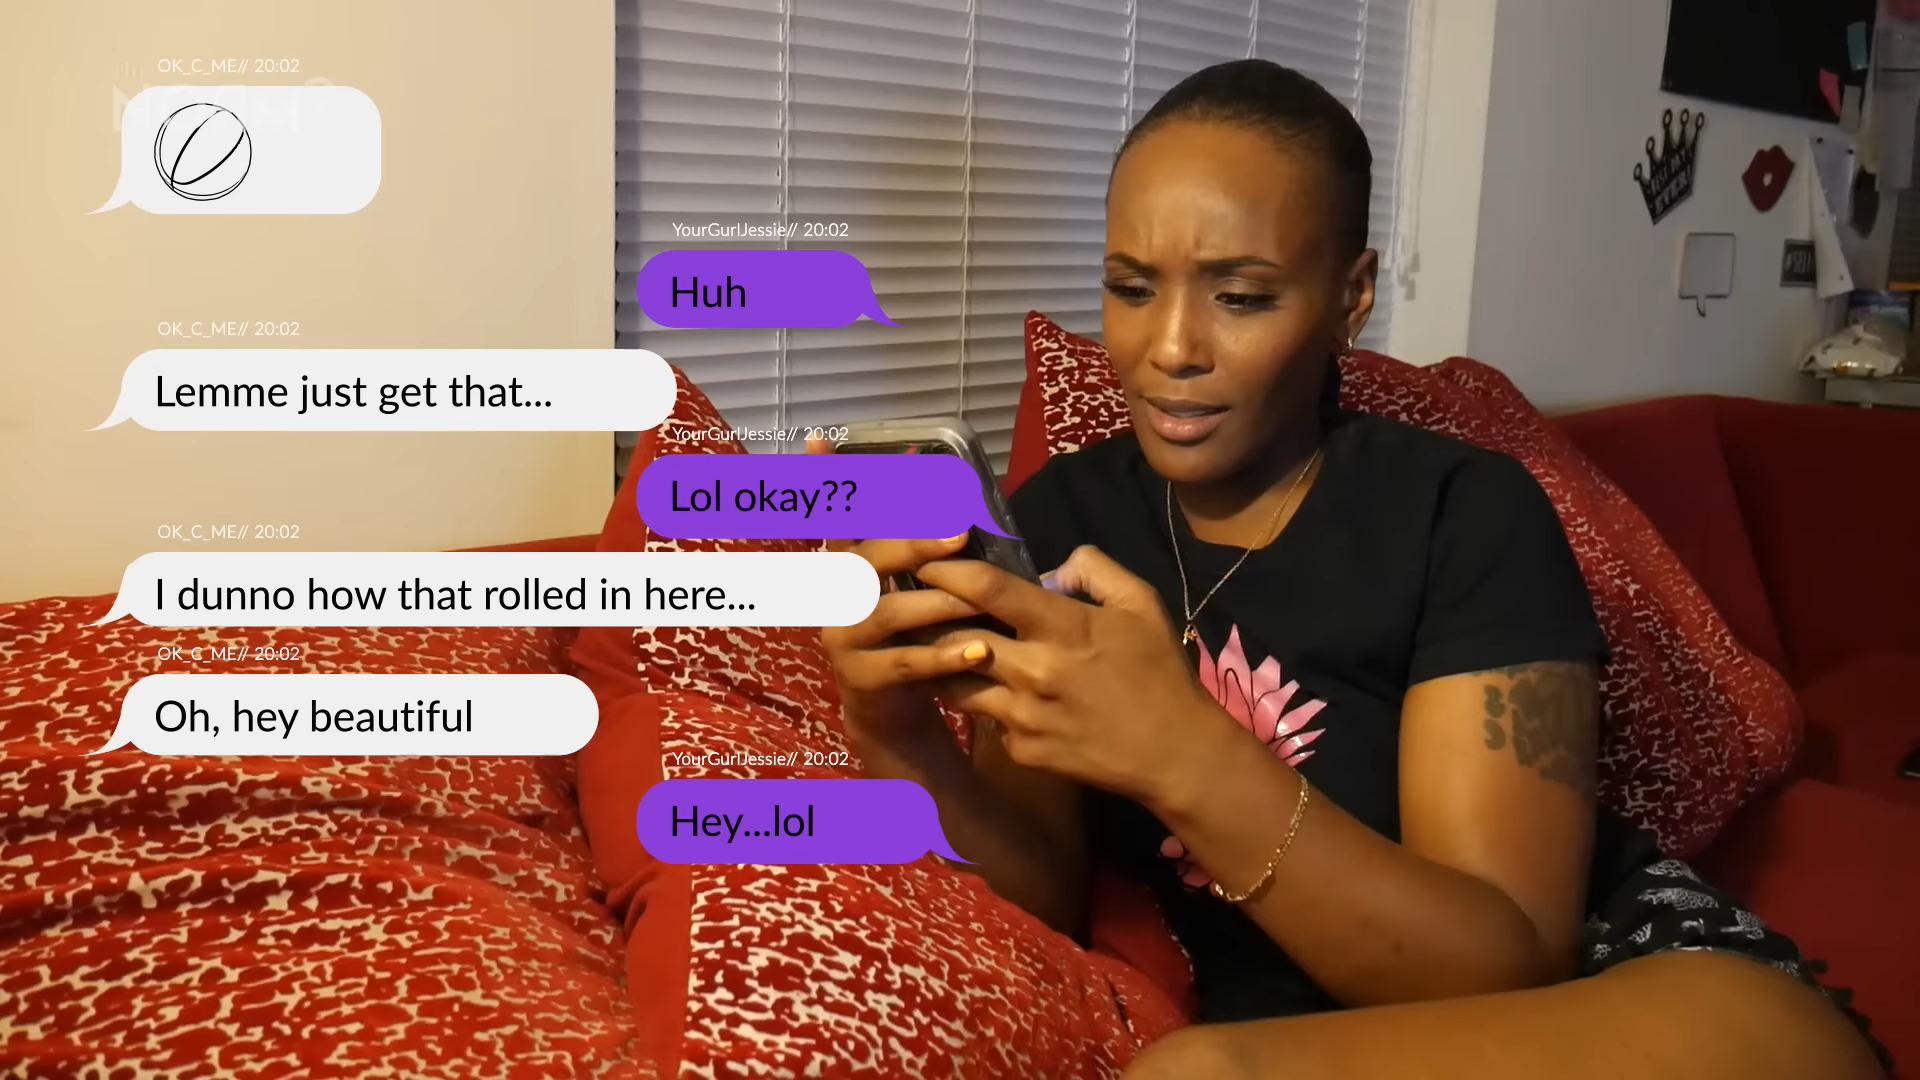 OK_C_ME// 20:02
YourGurlJessie// 20:02
Huh
OK_C_ME// 20:02
Lemme just get that...
YourGurlJessie// 20:02
Lol okay??
OK_C_ME// 20:02
I dunno how that rolled in here...
OK_C_ME// 20:02
Oh, hey beautiful
YourGurlJessie// 20:02
Hey...lol